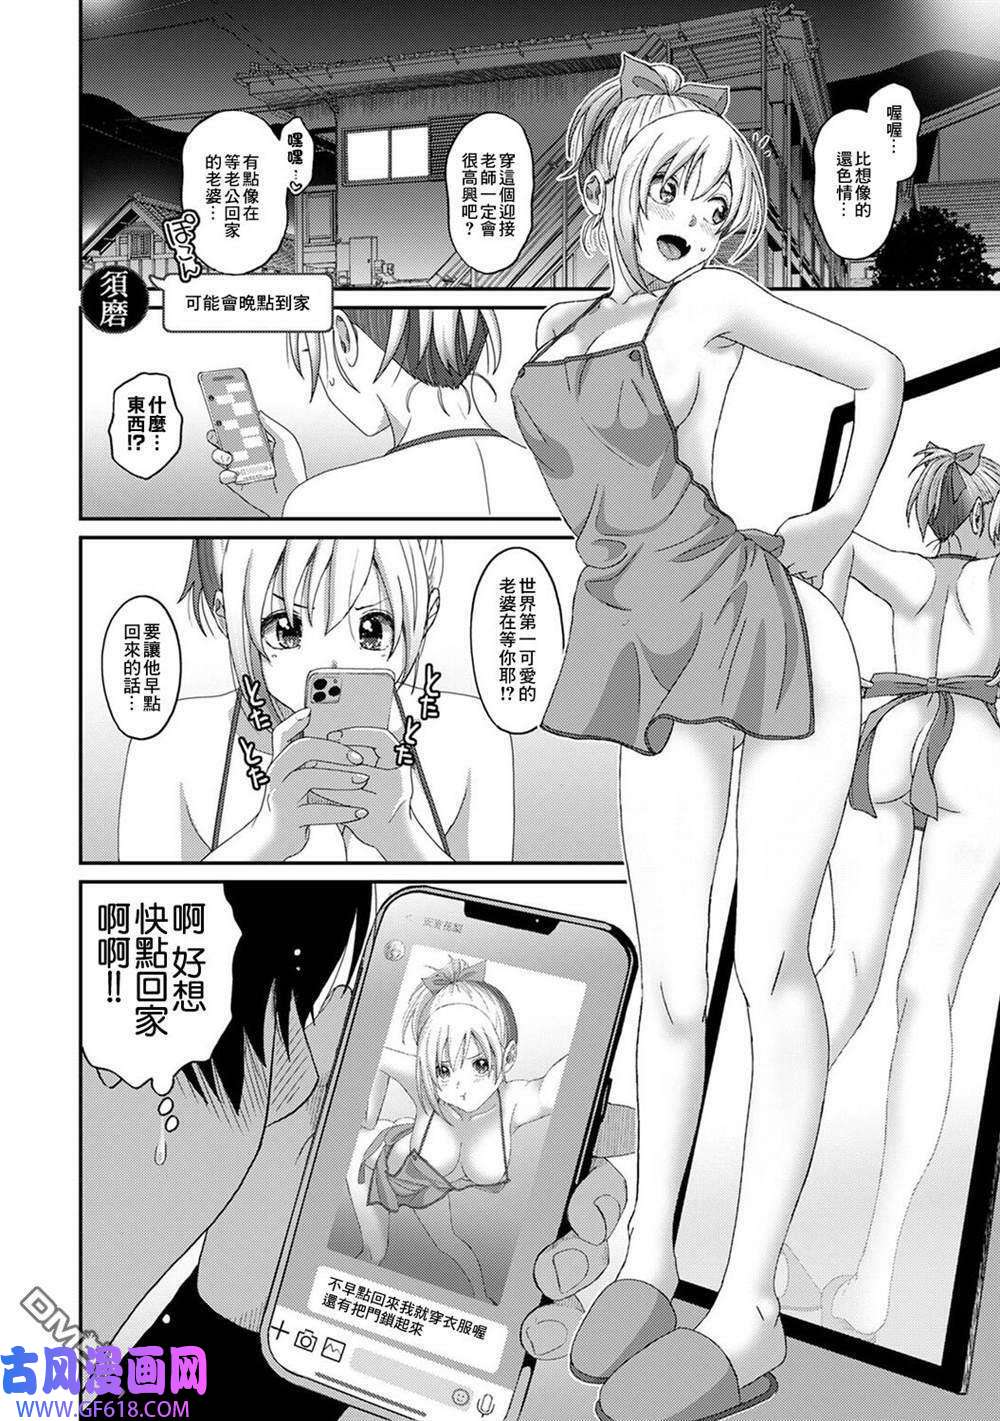 喔喔…
比想像的
還色情…
穿這個迎接
老師一定會
很高興吧?
嘿嘿…♡
有點像在
等老公回家
的老婆…
ぽこん
須磨
可能會晚點到家
什麼…
東西!?
世界第一可愛的
老婆在等你耶!?
とたた
とたた
とた
要讓他早點
回來的話…
啊 好想
快點回家
啊啊!!
不早點回來我就穿衣服喔
還有把門鎖起來
古风漫画网
WWW.GF618.COM